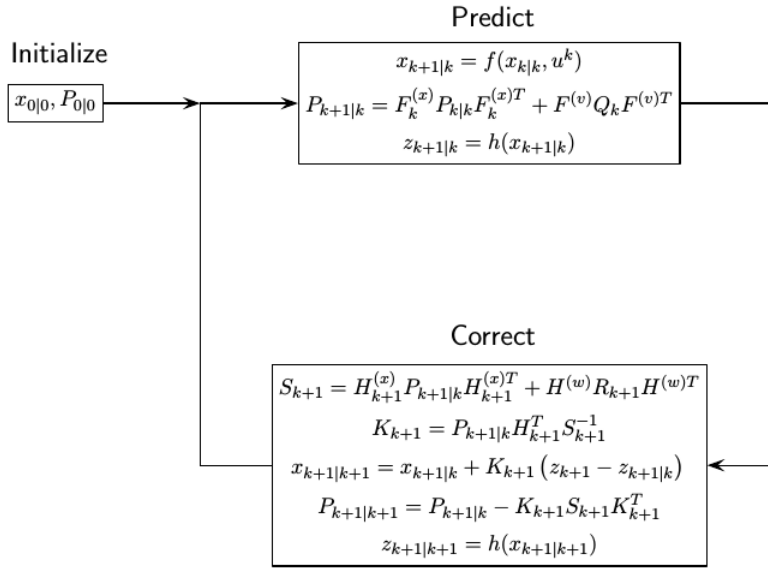 Predict
Initialize
$x_{0|0}, P_{0|0}$
$x_{k+1|k} = f(x_{k|k}, u^k)$
$P_{k+1|k} = F_k^{(x)} P_{k|k} F_k^{(x)T} + F^{(v)} Q_k F^{(v)T}$
$z_{k+1|k} = h(x_{k+1|k})$
Correct
$S_{k+1} = H_{k+1}^{(x)} P_{k+1|k} H_{k+1}^{(x)T} + H^{(w)} R_{k+1} H^{(w)T}$
$K_{k+1} = P_{k+1|k} H_{k+1}^T S_{k+1}^{-1}$
$x_{k+1|k+1} = x_{k+1|k} + K_{k+1} (z_{k+1} - z_{k+1|k})$
$P_{k+1|k+1} = P_{k+1|k} - K_{k+1} S_{k+1} K_{k+1}^T$
$z_{k+1|k+1} = h(x_{k+1|k+1})$